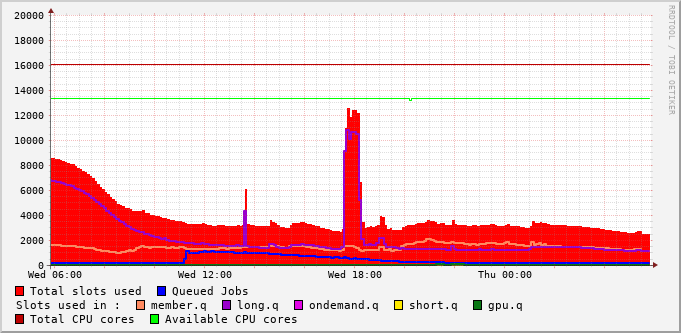 20000
18000
16000
14000
12000
10000
8000
6000
4000
2000
0
Wed 06:00 Wed 12:00 Wed 18:00 Thu 00:00
Total slots used Queued Jobs
Slots used in : member.q long.q ondemand.q short.q gpu.q
Total CPU cores Available CPU cores
RRDTOOL / TOBI OETIKER